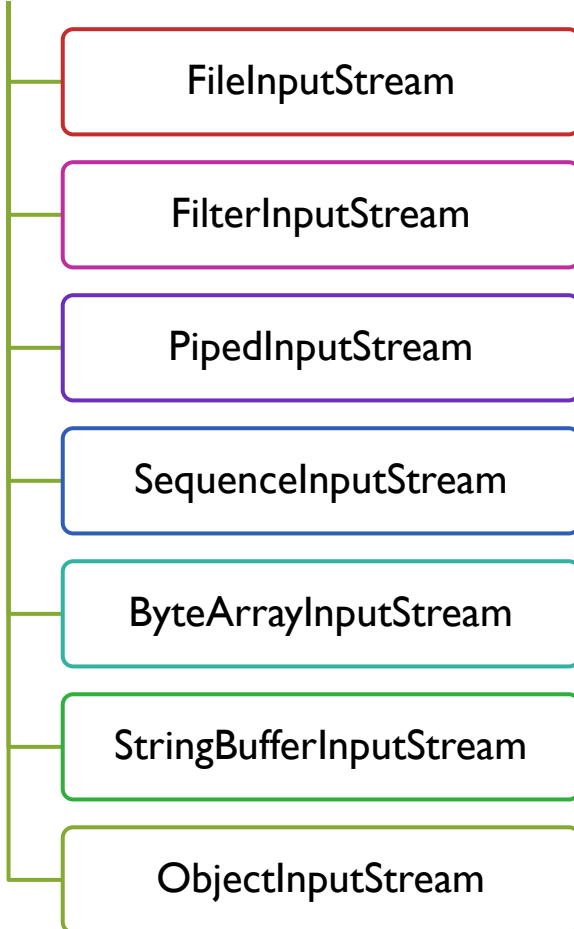 FileInputStream
FilterInputStream
PipedInputStream
SequenceInputStream
ByteArrayInputStream
StringBufferInputStream
ObjectInputStream